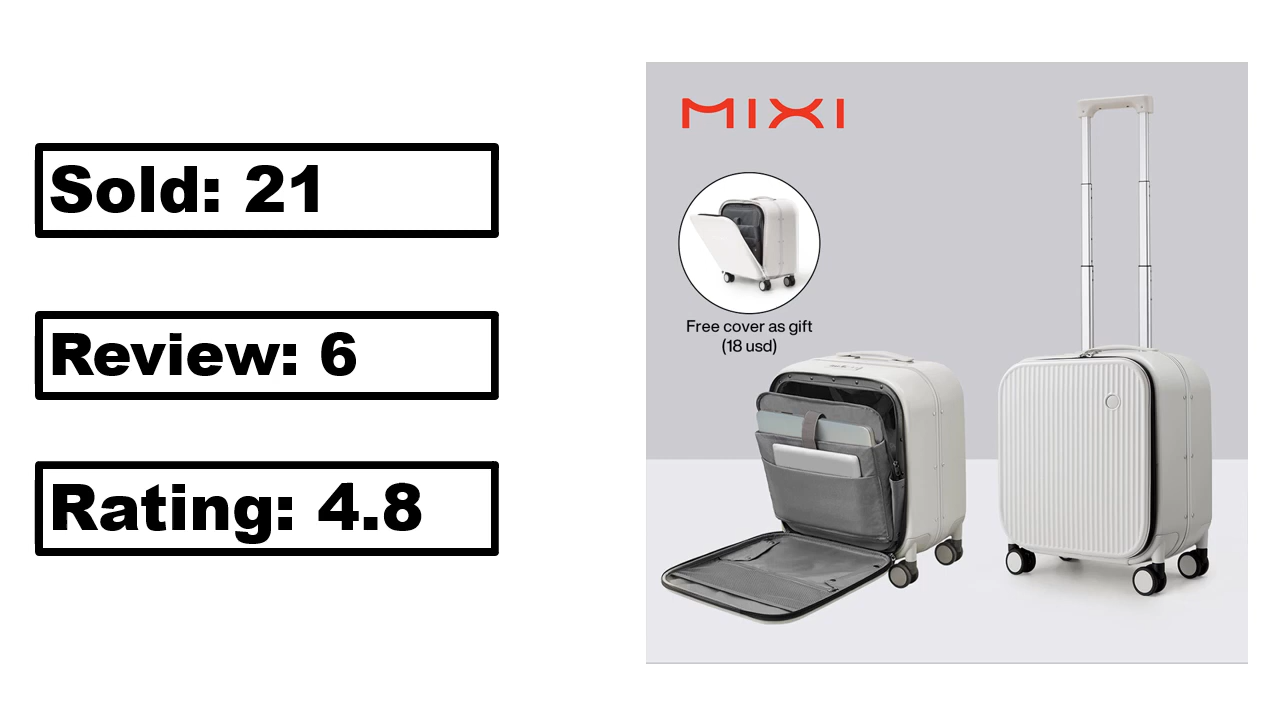 Sold: 21
Review: 6
Rating: 4.8
MIXI
Free cover as gift
(18 usd)